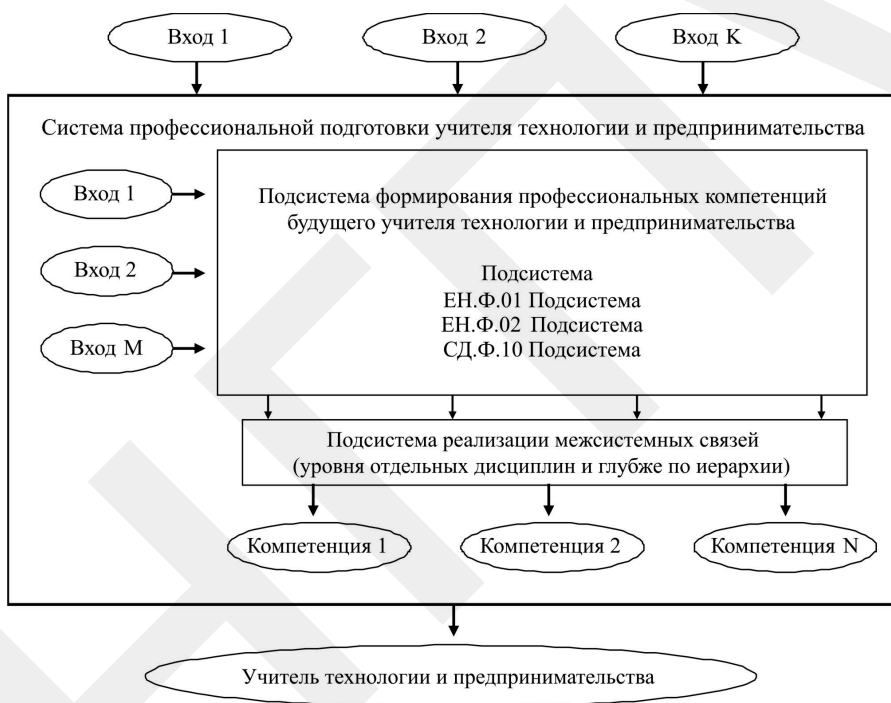 Вход 1
Вход 2
Вход K
Система профессиональной подготовки учителя технологии и предпринимательства
Вход 1
Вход 2
Вход M
Подсистема формирования профессиональных компетенций
будущего учителя технологии и предпринимательства
Подсистема
ЕН.Ф.01 Подсистема
ЕН.Ф.02 Подсистема
СД.Ф.10 Подсистема
Подсистема реализации межсистемных связей
(уровня отдельных дисциплин и глубже по иерархии)
Компетенция 1
Компетенция 2
Компетенция N
Учитель технологии и предпринимательства